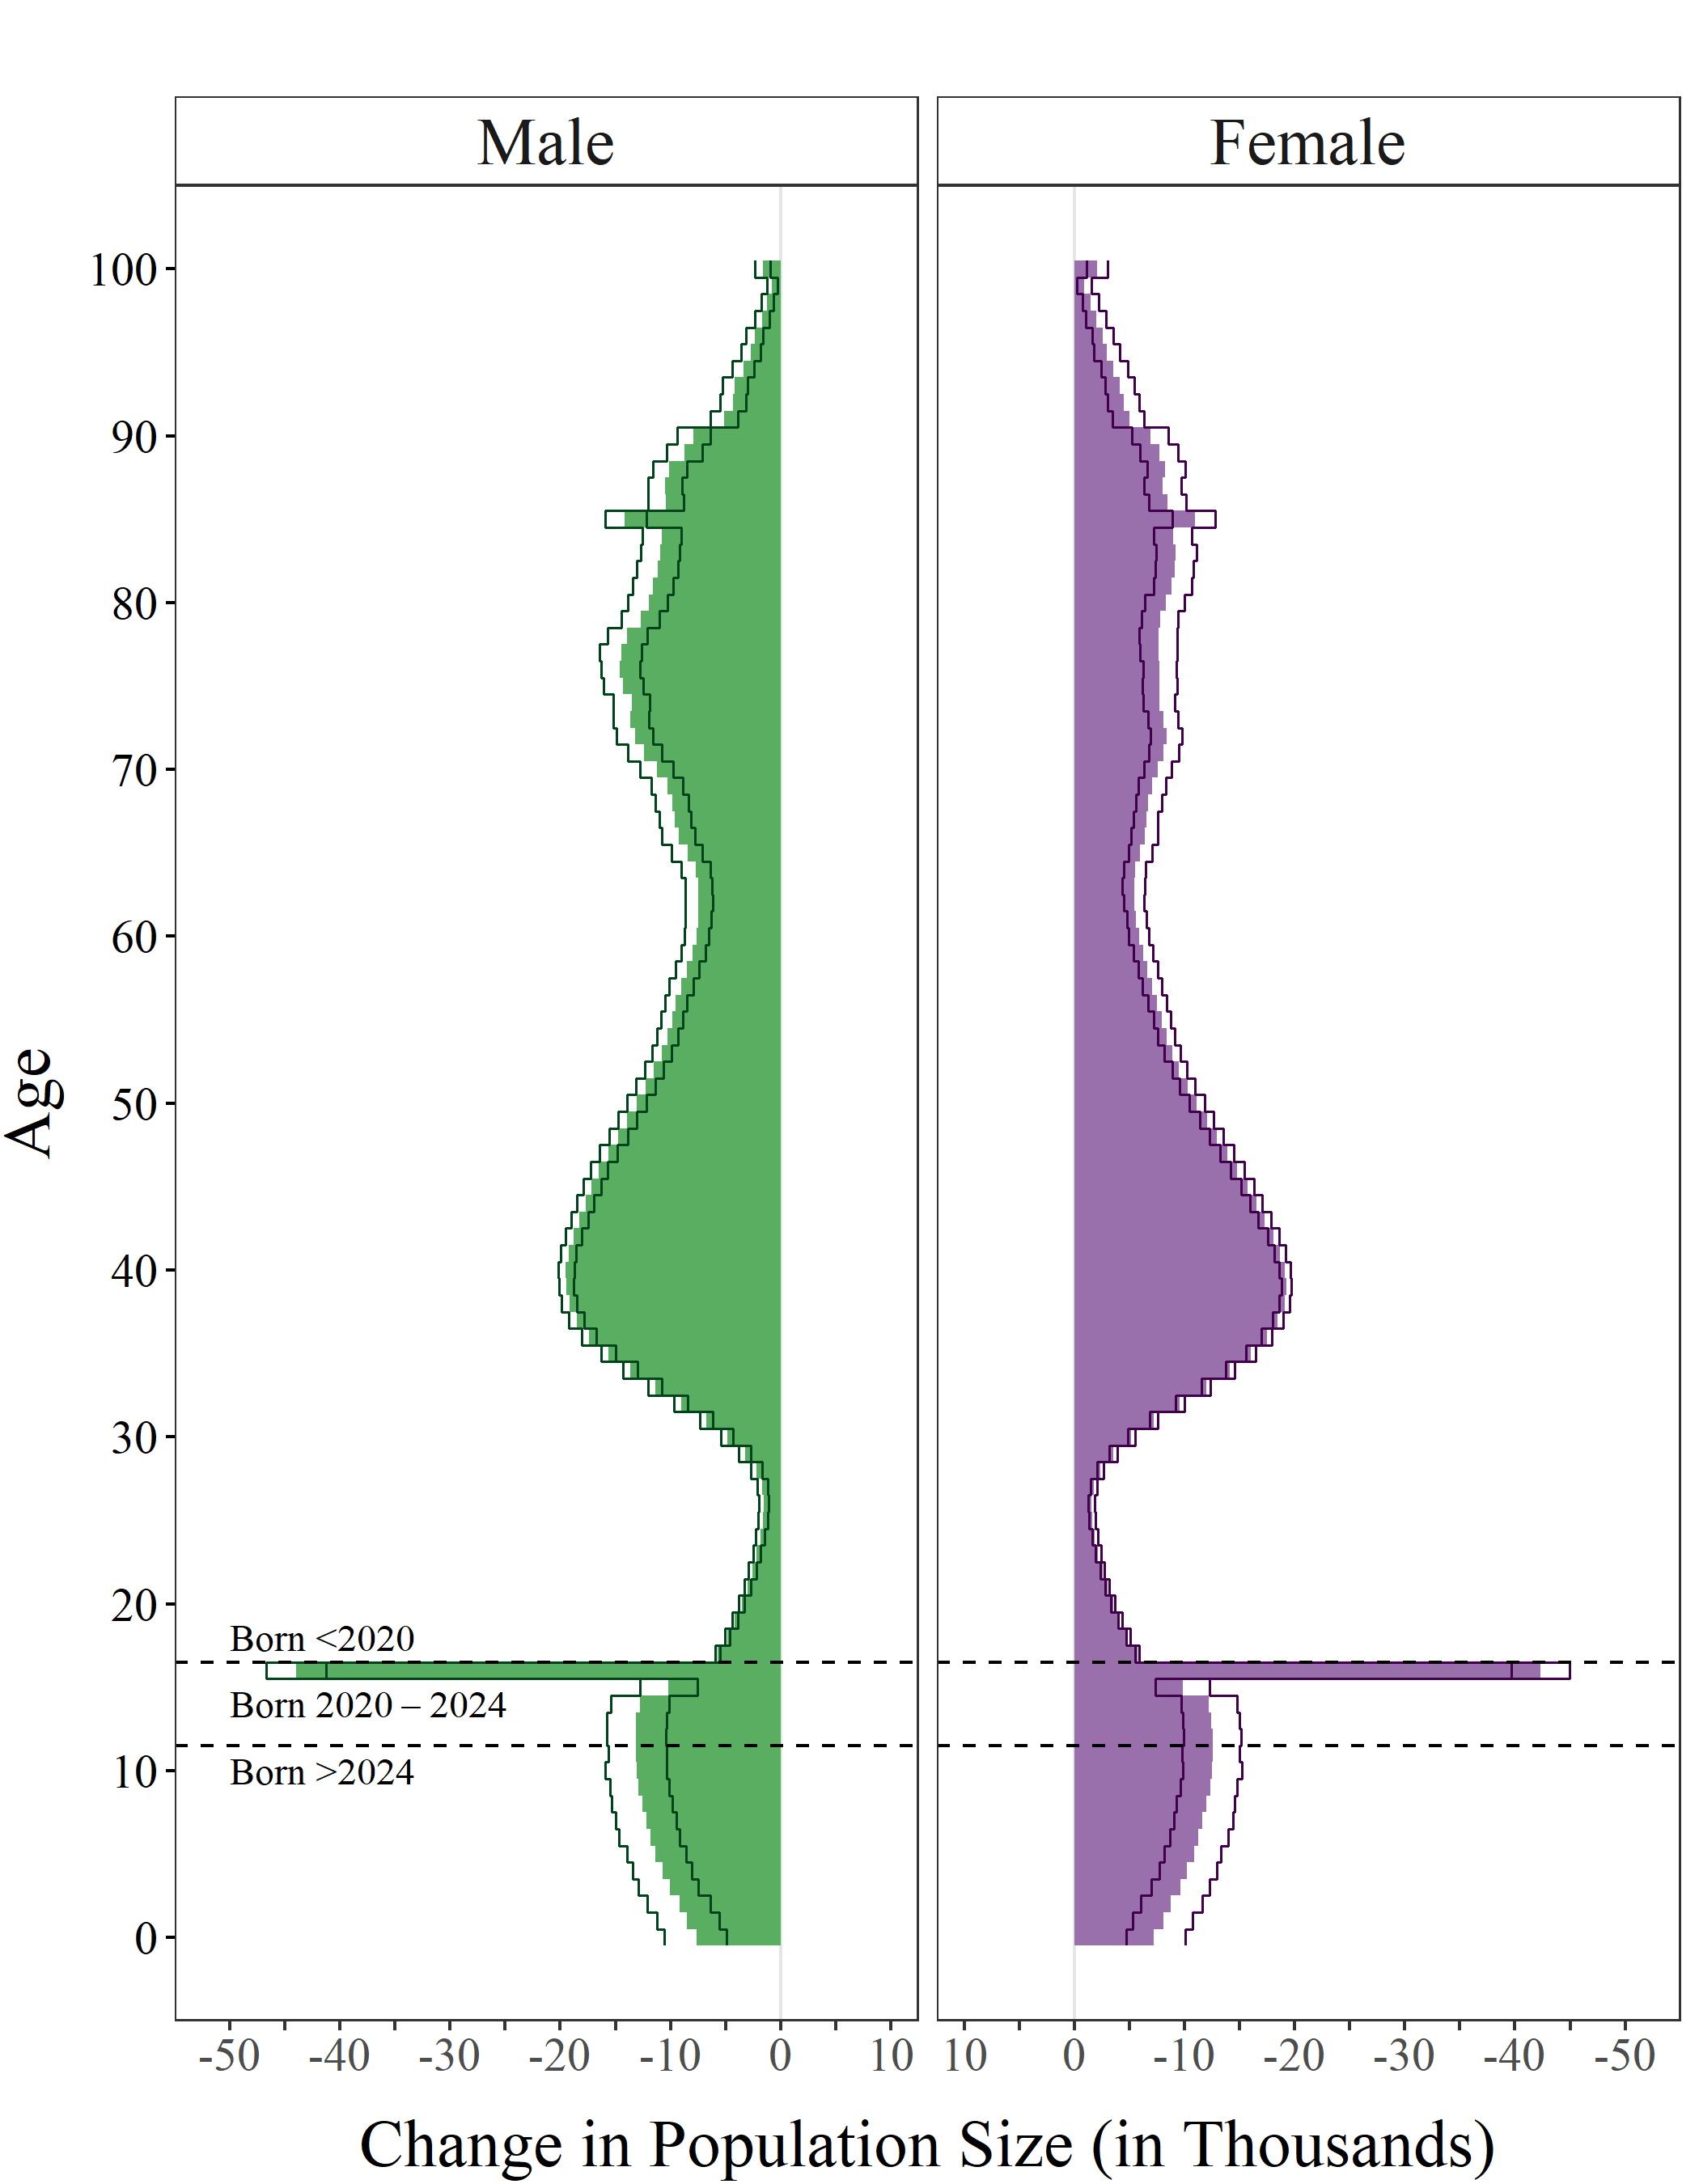 Male Female
100
90
80
70
60
50
40
30
20
10
0
Age
Born <2020
Born 2020 – 2024
Born >2024
-50 -40 -30 -20 -10 0 10 10 0 -10 -20 -30 -40 -50
Change in Population Size (in Thousands)